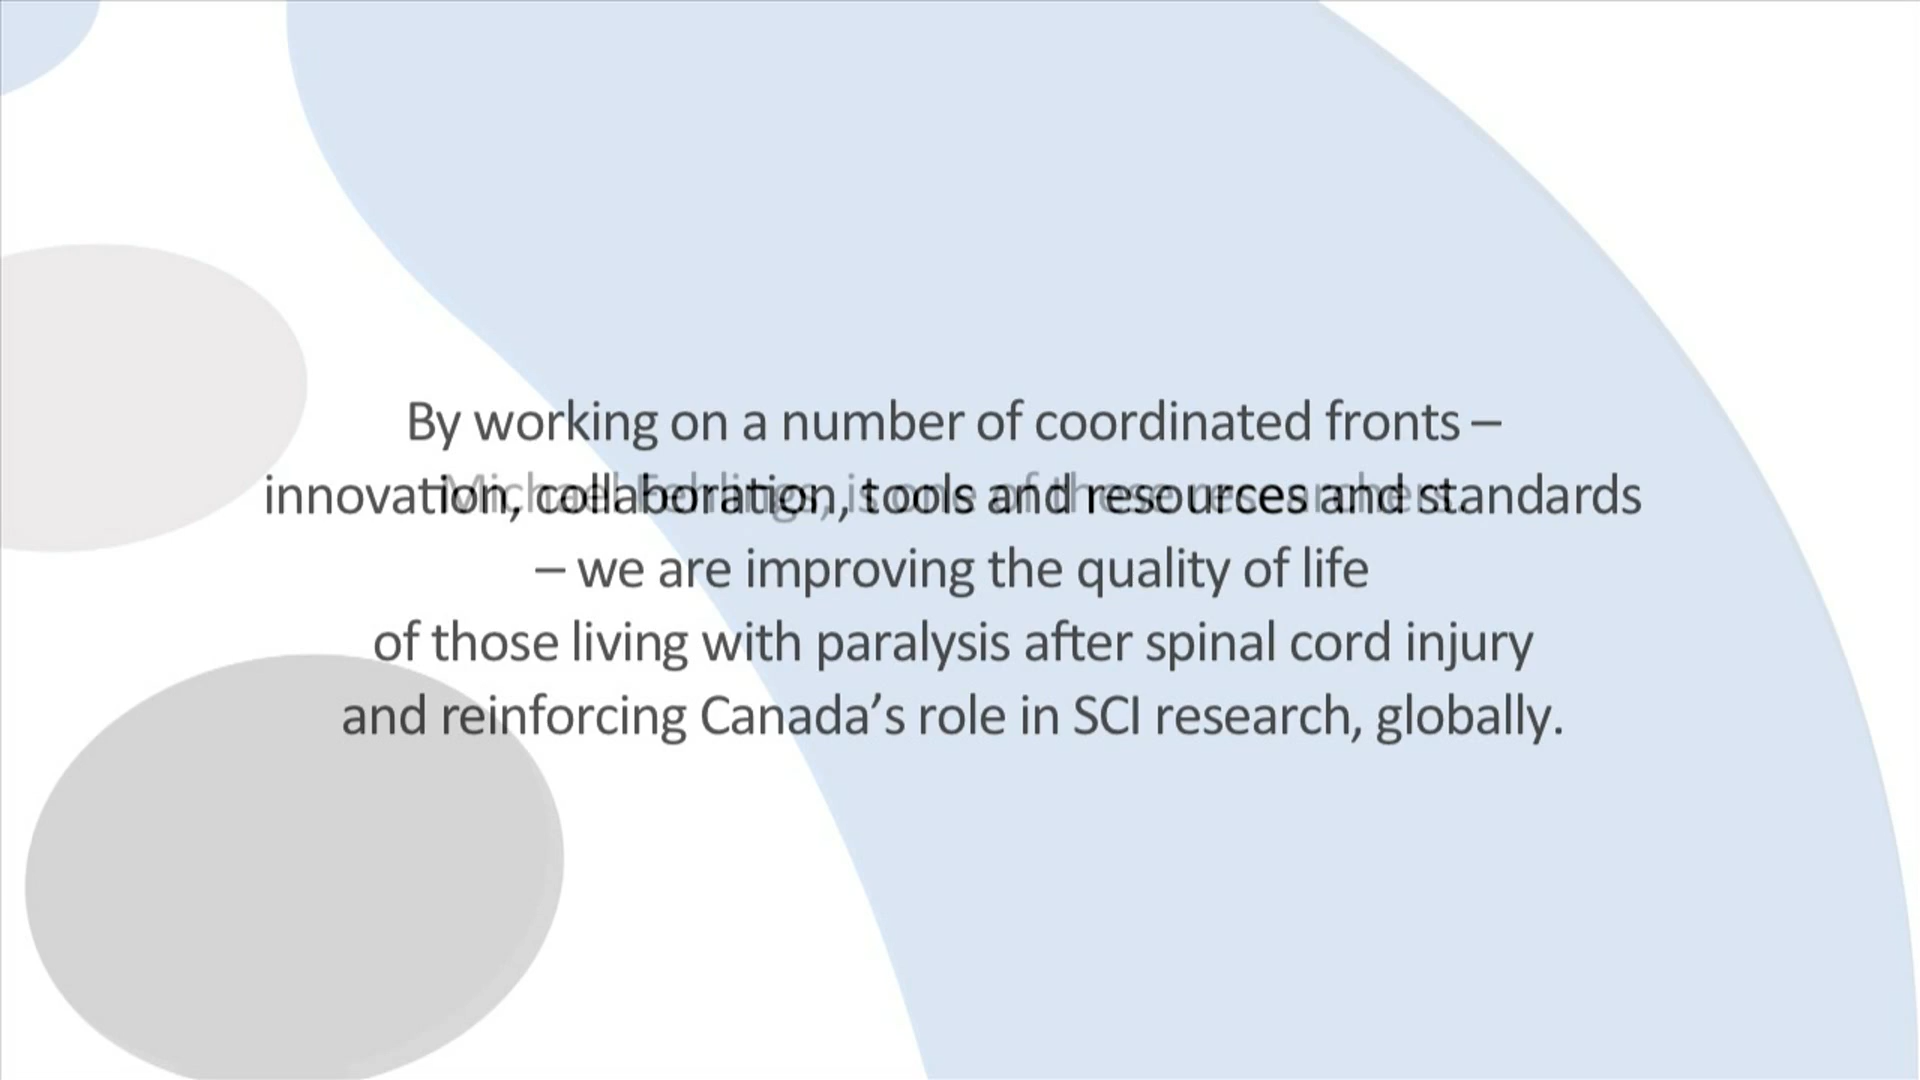 By working on a number of coordinated fronts –
innovation, collaboration, tools and resources and standards
– we are improving the quality of life
of those living with paralysis after spinal cord injury
and reinforcing Canada’s role in SCI research, globally.